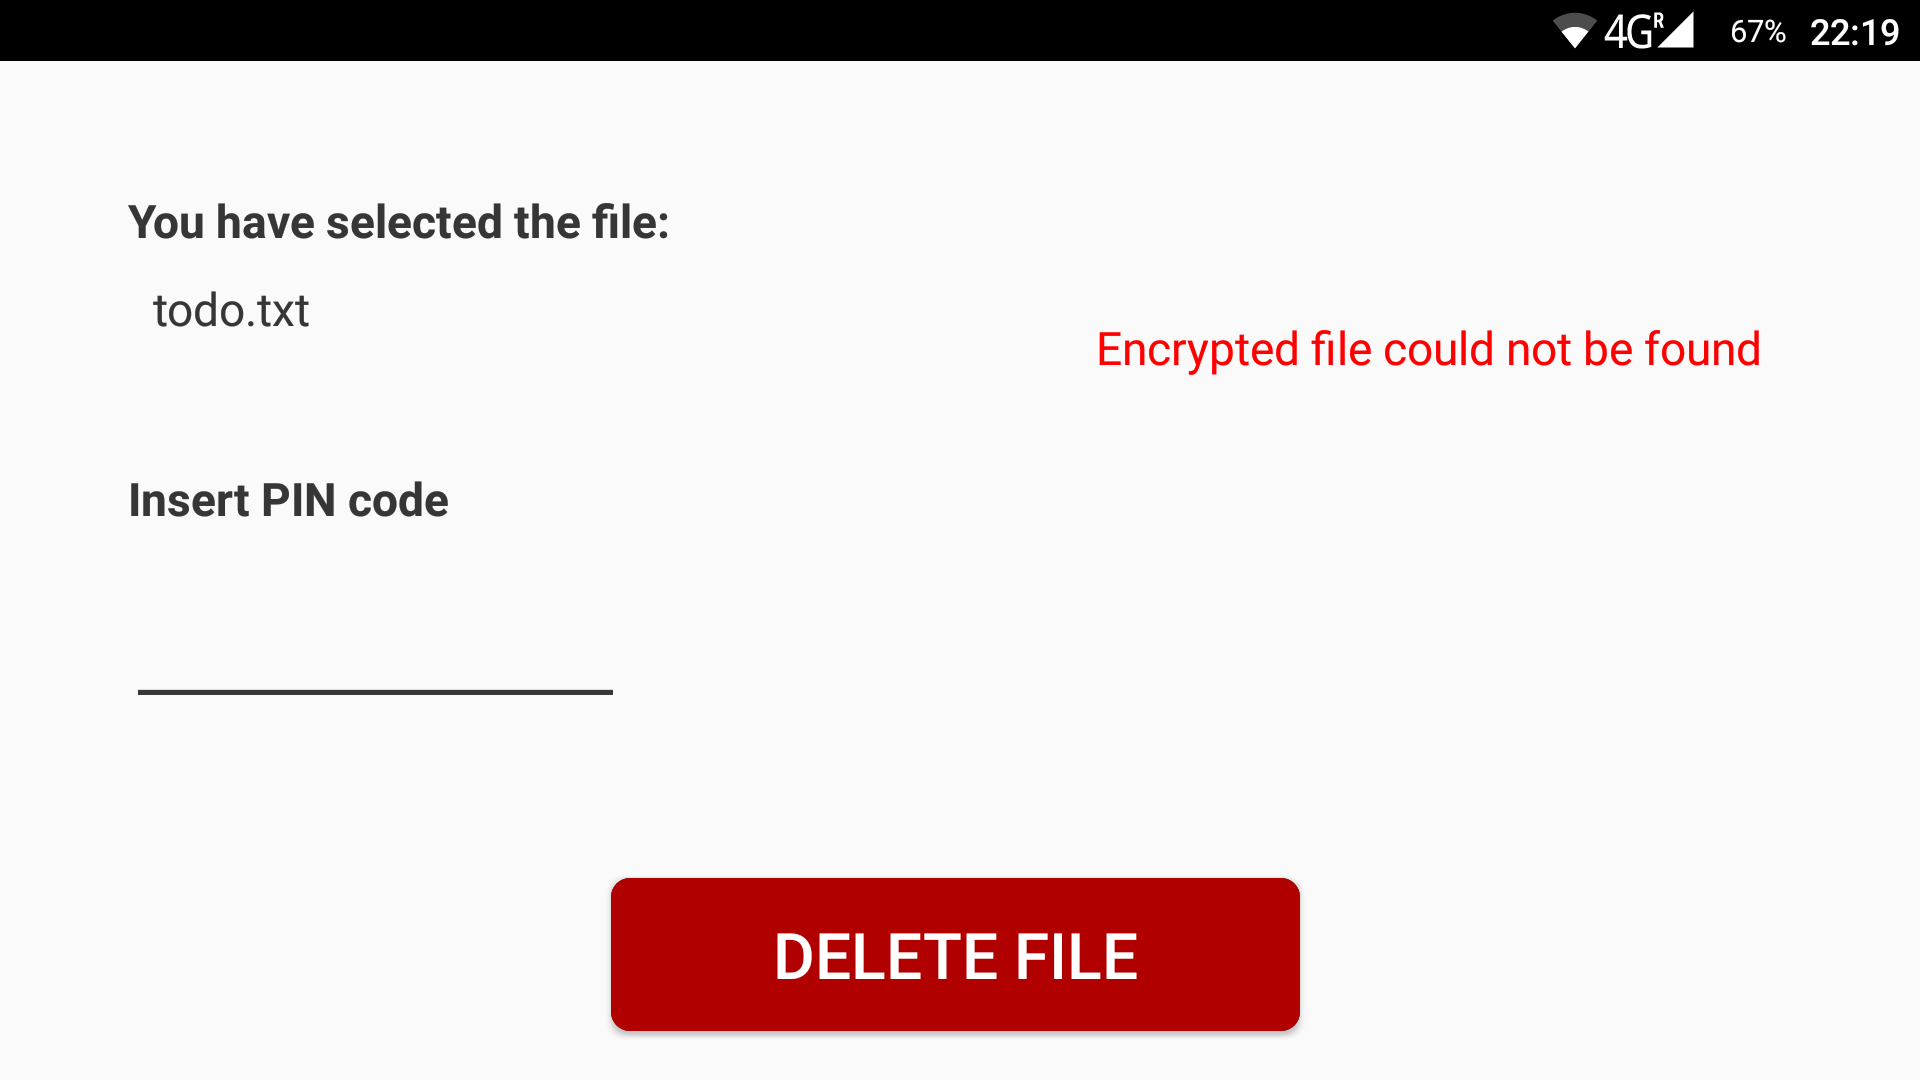 4G R 67% 22:19
You have selected the file:
todo.txt
Encrypted file could not be found
Insert PIN code
DELETE FILE